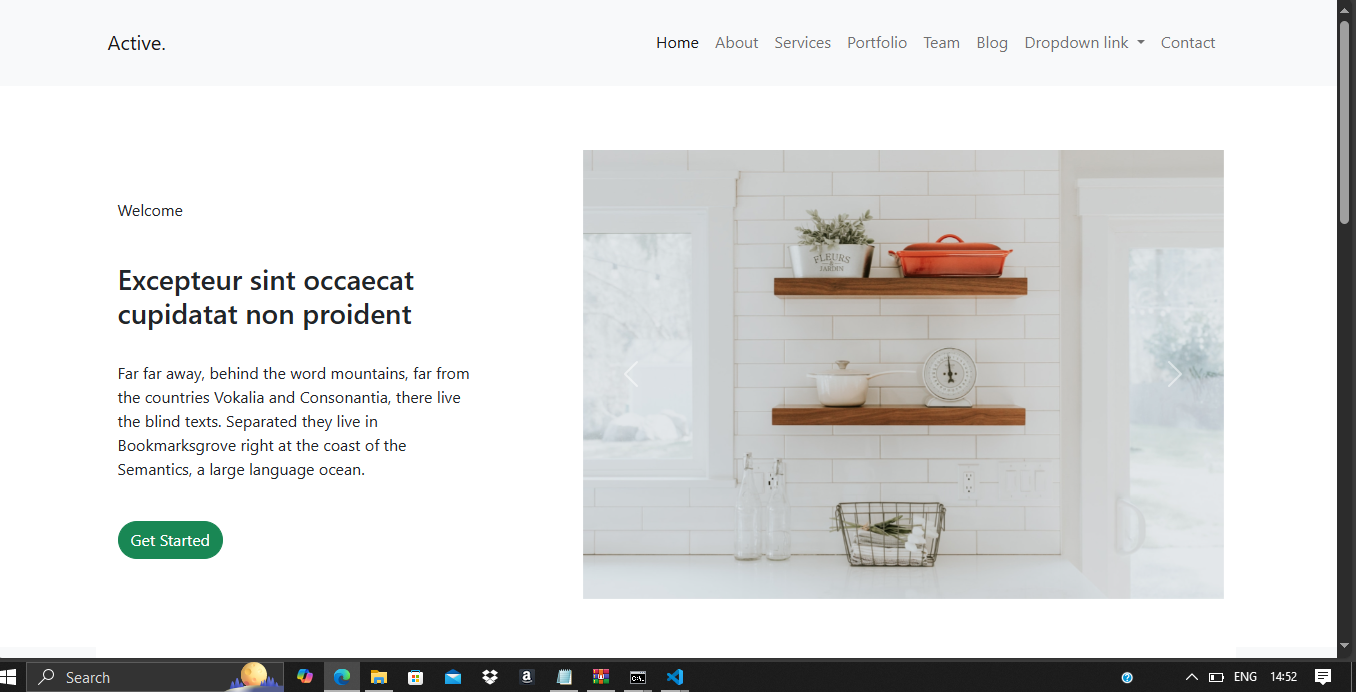 Active.
Home About Services Portfolio Team Blog Dropdown link Contact
Welcome
Excepteur sint occaecat
cupidatat non proident
Far far away, behind the word mountains, far from
the countries Vokalia and Consonantia, there live
the blind texts. Separated they live in
Bookmarksgrove right at the coast of the
Semantics, a large language ocean.
Get Started
FLEURS
JARDIN
Search
ENG 14:52